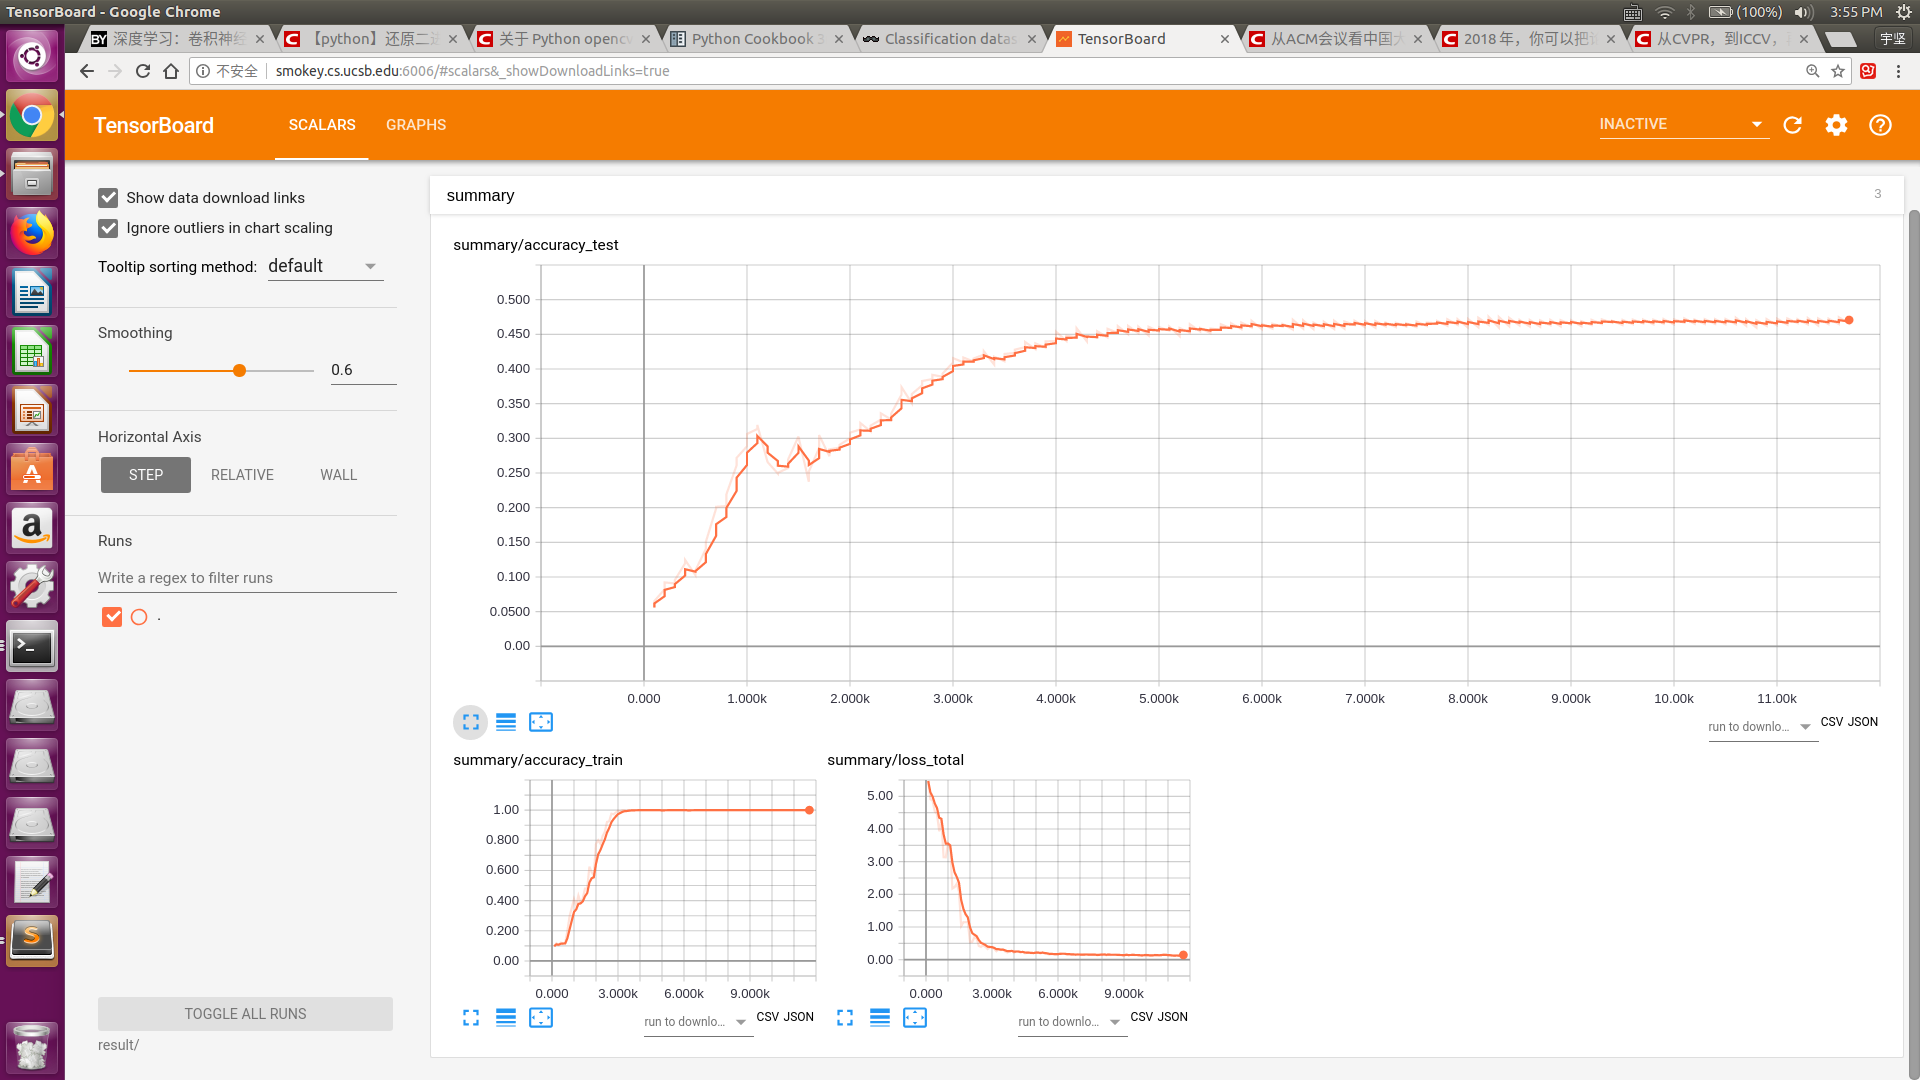 TensorBoard - Google Chrome
(100%)
3:55 PM
深度学习：卷积神经
【python】还原二进
关于 Python opencv
Python Cookbook 3
Classification datas
TensorBoard
从ACM会议看中国大
2018 年，你可以把
从CVPR，到ICCV，
宇坚
不安全
smokey.cs.ucsb.edu:6006/#scalars&_showDownloadLinks=true
TensorBoard
SCALARS
GRAPHS
INACTIVE
Show data download links
Ignore outliers in chart scaling
Tooltip sorting method: default
Smoothing
0.6
Horizontal Axis
STEP
RELATIVE
WALL
Runs
Write a regex to filter runs
.
TOGGLE ALL RUNS
result/
summary
3
summary/accuracy_test
0.500
0.450
0.400
0.350
0.300
0.250
0.200
0.150
0.100
0.0500
0.00
0.000 1.000k 2.000k 3.000k 4.000k 5.000k 6.000k 7.000k 8.000k 9.000k 10.00k 11.00k
run to downlo... CSV JSON
summary/accuracy_train
1.00
0.800
0.600
0.400
0.200
0.00
0.000 3.000k 6.000k 9.000k
run to downlo... CSV JSON
summary/loss_total
5.00
4.00
3.00
2.00
1.00
0.00
0.000 3.000k 6.000k 9.000k
run to downlo... CSV JSON